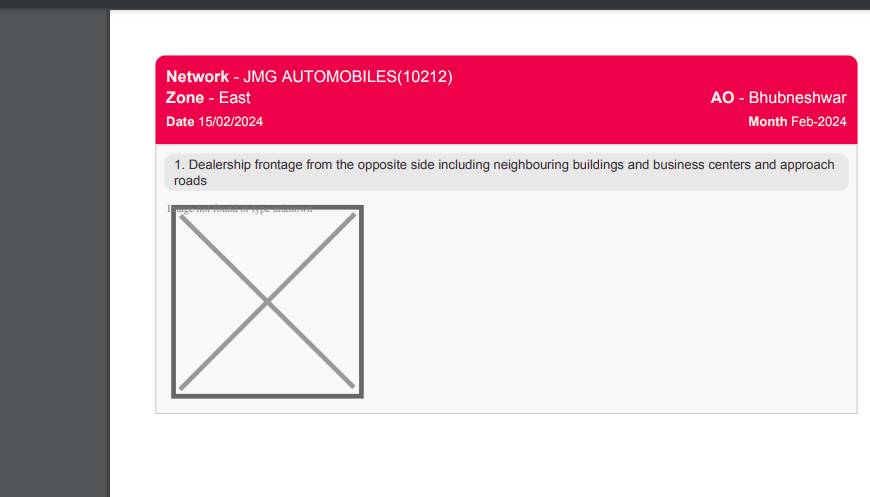 Network - JMG AUTOMOBILES(10212)
Zone - East
AO - Bhubneshwar
Date 15/02/2024
Month Feb-2024
1. Dealership frontage from the opposite side including neighbouring buildings and business centers and approach
roads
Image not found or type unknown